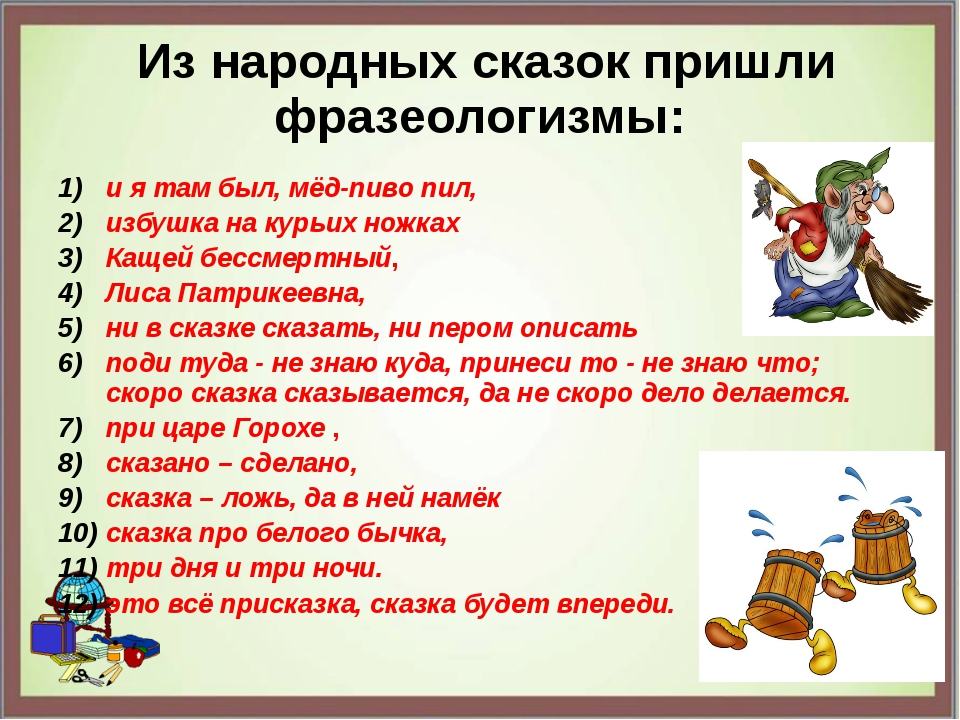 Из народных сказок пришли
фразеологизмы:
1) и я там был, мёд-пиво пил,
2) избушка на курьих ножках
3) Кащей бессмертный,
4) Лиса Патрикеевна,
5) ни в сказке сказать, ни пером описать
6) поди туда - не знаю куда, принеси то - не знаю что;
скоро сказка сказывается, да не скоро дело делается.
7) при царе Горохе ,
8) сказано – сделано,
9) сказка – ложь, да в ней намёк
10) сказка про белого бычка,
11) три дня и три ночи.
12) это всё присказка, сказка будет впереди.